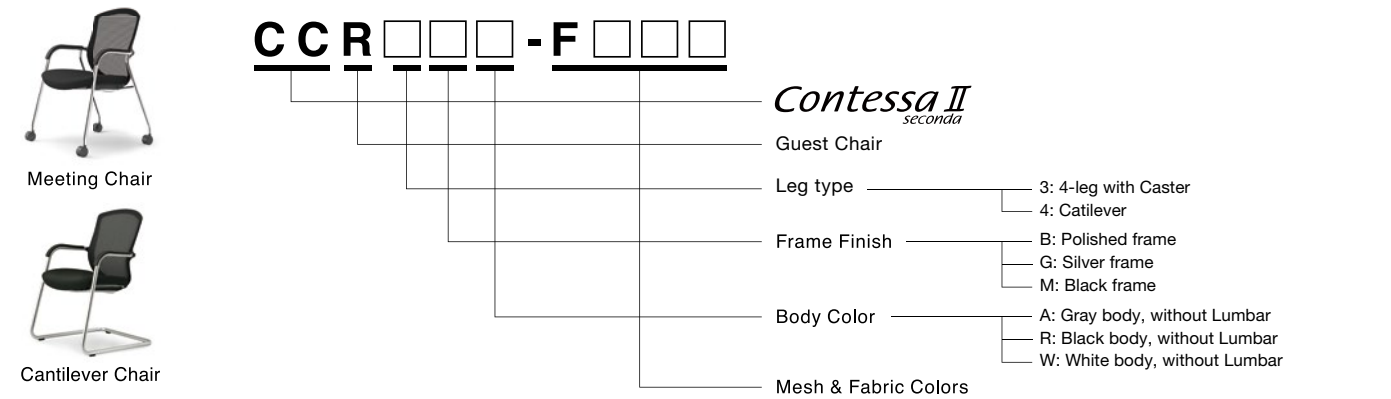 CCR□□□-F□□□
Contessa II
seconda
Guest Chair
Meeting Chair
Leg type
3: 4-leg with Caster
4: Catilever
Frame Finish
B: Polished frame
G: Silver frame
M: Black frame
Body Color
A: Gray body, without Lumbar
R: Black body, without Lumbar
W: White body, without Lumbar
Cantilever Chair
Mesh & Fabric Colors